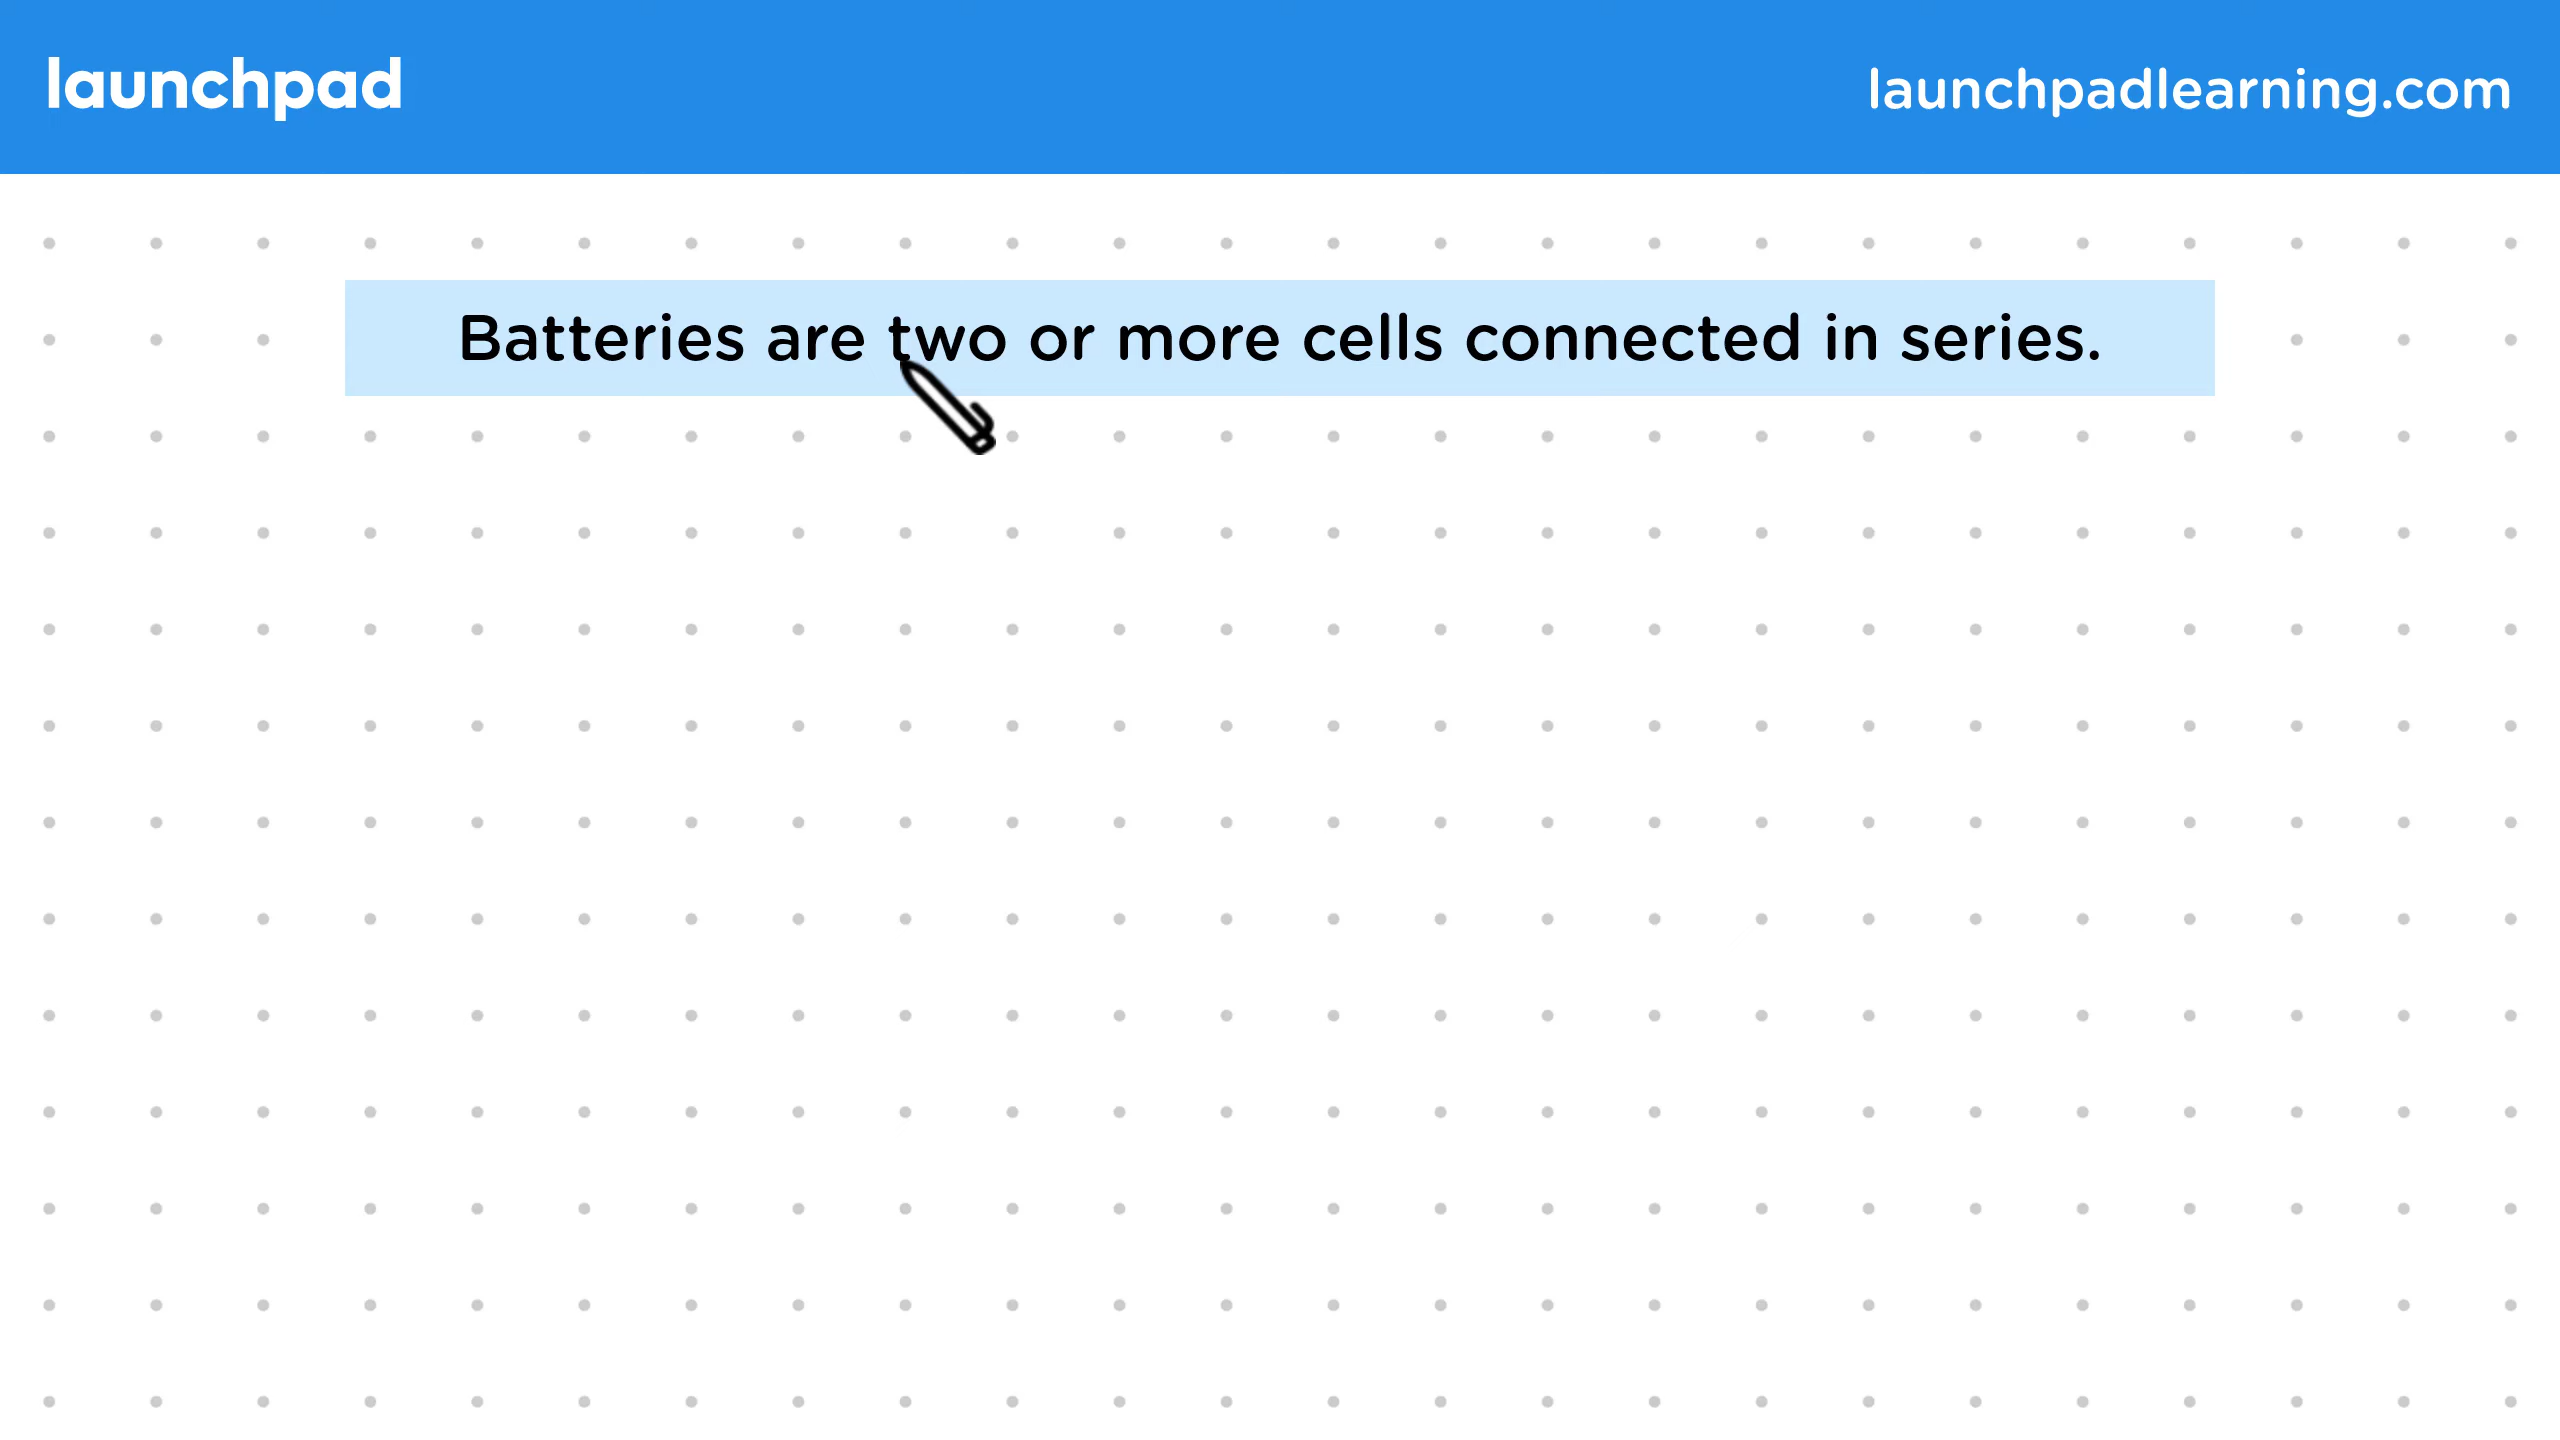 launchpad
launchpadlearning.com
Batteries are two or more cells connected in series.